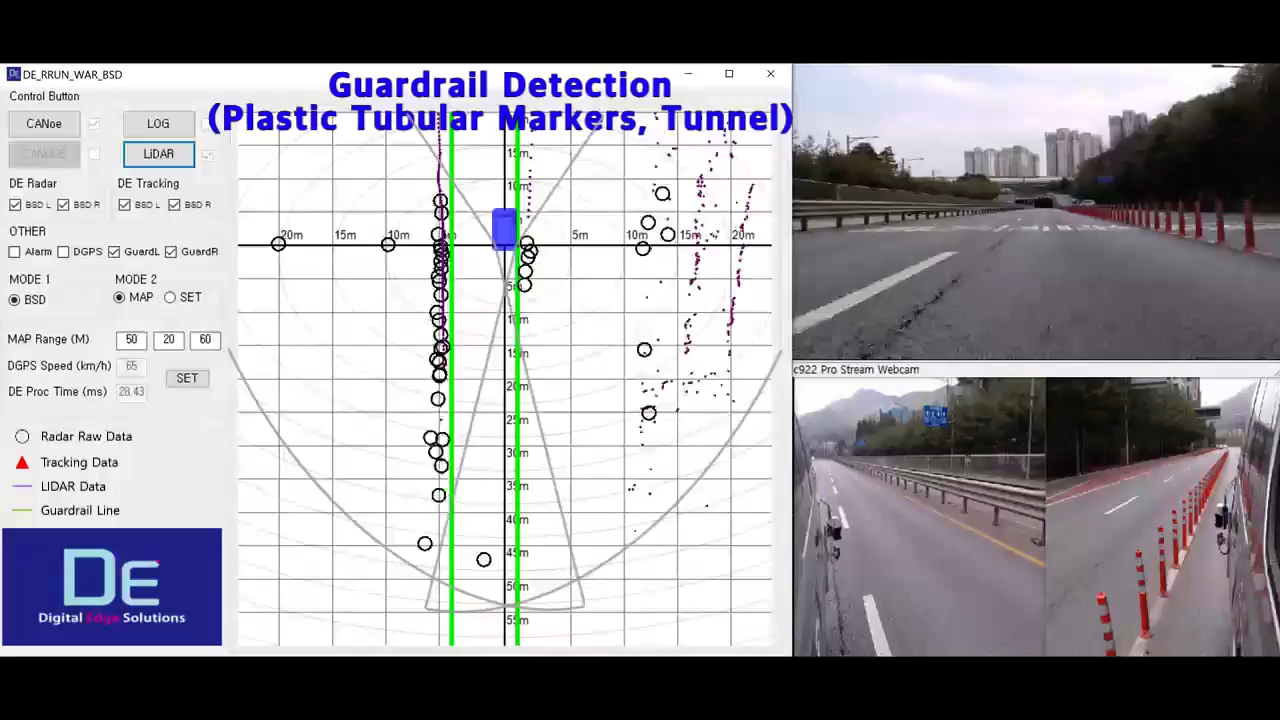 DE_RRUN_WAR_BSD
Guardrail Detection
(Plastic Tubular Markers, Tunnel)
Control Button
CANoe
LOG
LiDAR
DE Radar
DE Tracking
BSD L
BSD R
BSD L
BSD R
OTHER
Alarm
DGPS
GuardL
GuardR
MODE 1
MODE 2
BSD
MAP
SET
MAP Range (M)
50
20
60
DGPS Speed (km/h)
65
SET
DE Proc Time (ms)
28.43
Radar Raw Data
Tracking Data
LIDAR Data
Guardrail Line
DE
Digital Edge Solutions
15m
10m
20m
15m
10m
5m
10m
15m
20m
10m
15m
20m
25m
30m
35m
40m
45m
50m
55m
c922 Pro Stream Webcam